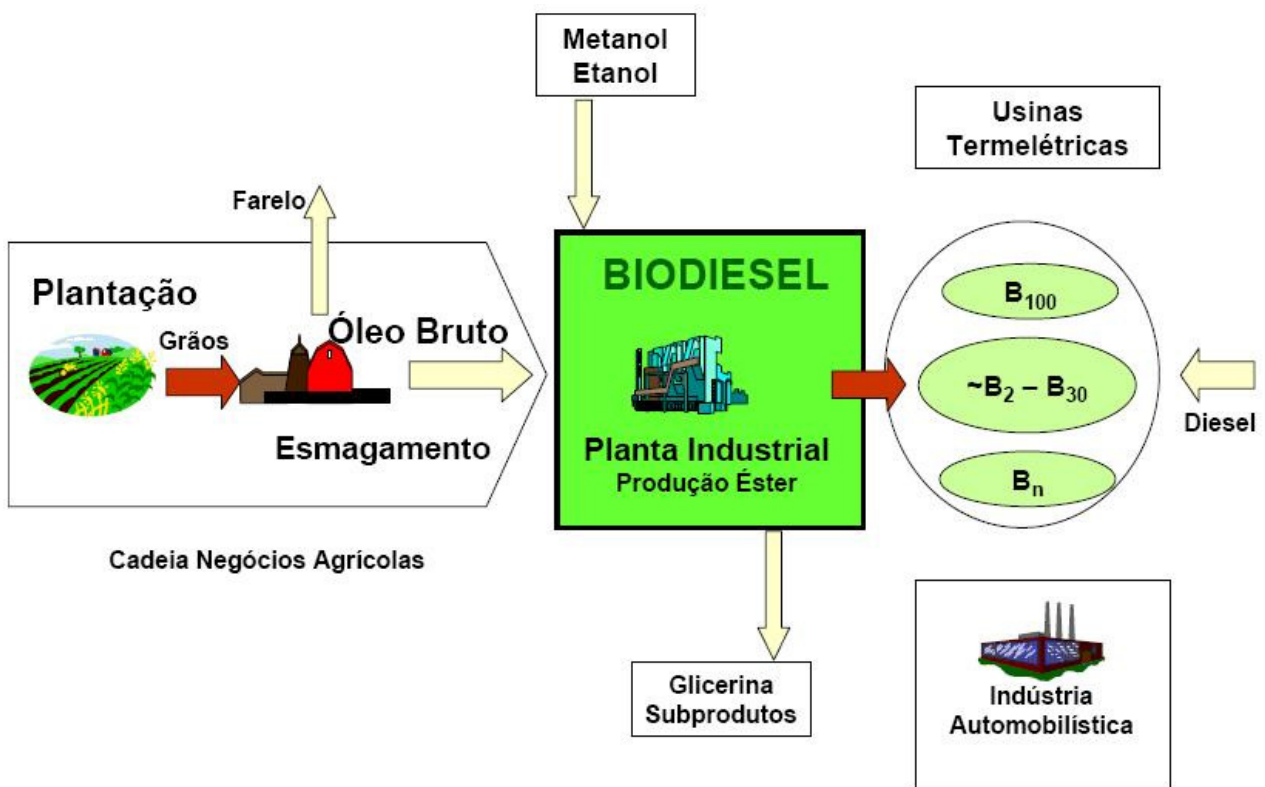 Metanol
Etanol
Usinas
Termelétricas
Farelo
Plantação
Grãos
Óleo Bruto
Esmagamento
Cadeia Negócios Agrícolas
BIODIESEL
Planta Industrial
Produção Éster
B100
~B2 – B30
Bn
Diesel
Glicerina
Subprodutos
Indústria
Automobilística